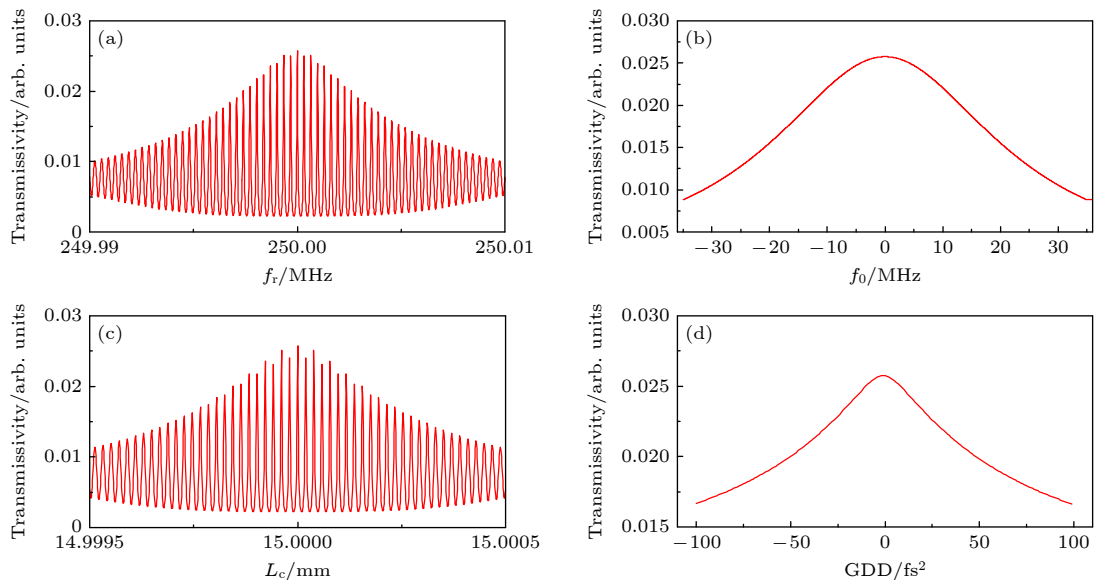 Transmissivity/arb. units
(a)
0.03
0.02
0.01
0
249.99 250.00 250.01
fr/MHz
Transmissivity/arb. units
(b)
0.030
0.025
0.020
0.015
0.010
0.005
−30 −20 −10 0 10 20 30
f0/MHz
Transmissivity/arb. units
(c)
0.03
0.02
0.01
0
14.9995 15.0000 15.0005
Lc/mm
Transmissivity/arb. units
(d)
0.030
0.025
0.020
0.015
−100 −50 0 50 100
GDD/fs²